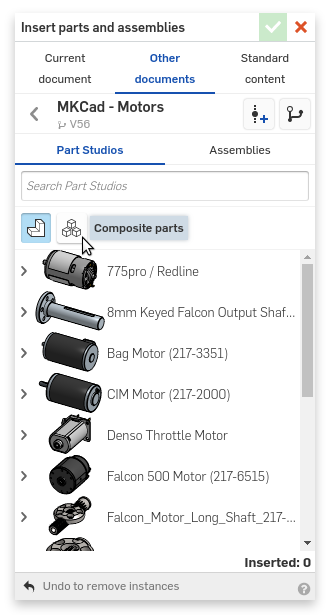 Insert parts and assemblies
Current document
Other documents
Standard content
MKCad - Motors
V56
Part Studios
Assemblies
Search Part Studios
Composite parts
775pro / Redline
8mm Keyed Falcon Output Shaf...
Bag Motor (217-3351)
CIM Motor (217-2000)
Denso Throttle Motor
Falcon 500 Motor (217-6515)
Falcon_Motor_Long_Shaft_217-...
Inserted: 0
Undo to remove instances